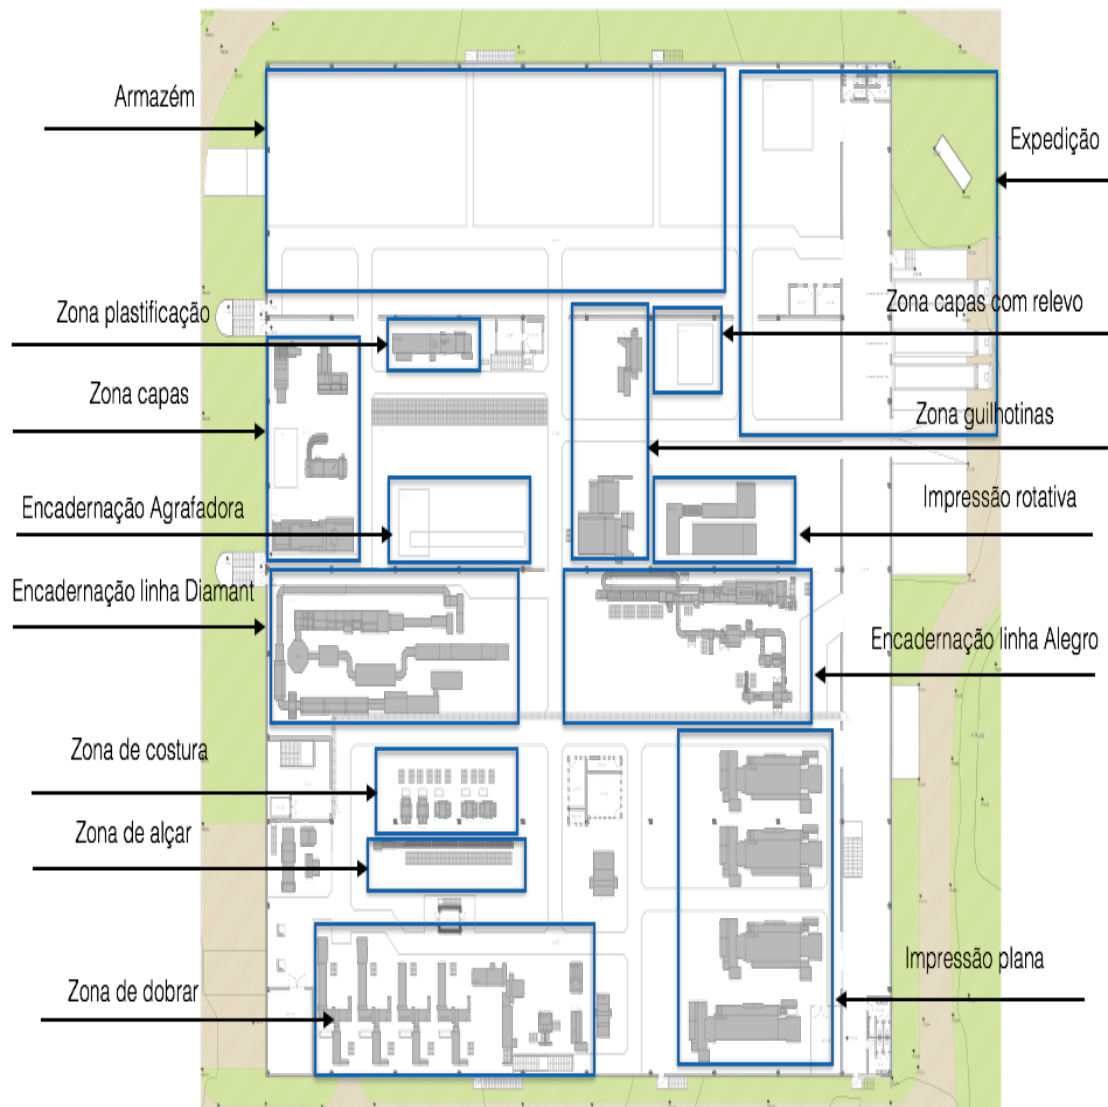 Armazém
Expedição
Zona plastificação
Zona capas com relevo
Zona capas
Zona guilhotinas
Encadernação Agrafadora
Impressão rotativa
Encadernação linha Diamant
Encadernação linha Alegro
Zona de costura
Zona de alçar
Impressão plana
Zona de dobrar